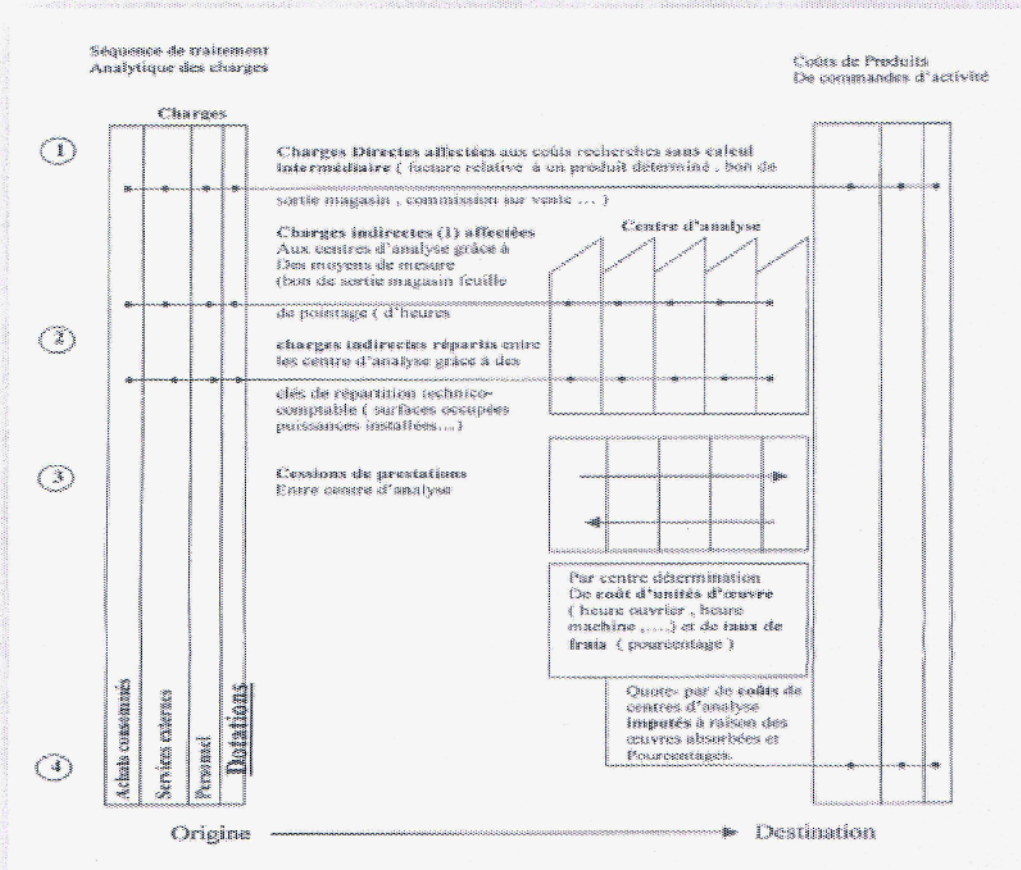 Séquence de traitement
Analytique des charges
Coûts de Produits
De commandes d'activité
Charges
1
Charges Directes affectées aux coûts recherches sans calcul
intermédiaire ( facture relative à un produit déterminé , bon de
sortie magasin , commission sur vente ... )
Charges indirectes (1) affectées
Aux centres d'analyse grâce à
Des moyens de mesure
(bon de sortie magasin feuille
de pointage ( d'heures
Centre d'analyse
2
charges indirectes répartis entre
les centre d'analyse grâce à des
clés de répartition technico-
comptable ( surfaces occupées
puissances installées...)
3
Cessions de prestations
Entre centre d'analyse
Par centre détermination
De coût d'unités d'œuvre
( heure ouvrier , heure
machine ,....) et de taux de
frais ( pourcentage )
Quote- par de coûts de
centres d'analyse
imputés à raison des
œuvres absorbées et
Pourcentages.
4
Achats consommés
Services externes
Personnel
Dotations
Origine
Destination